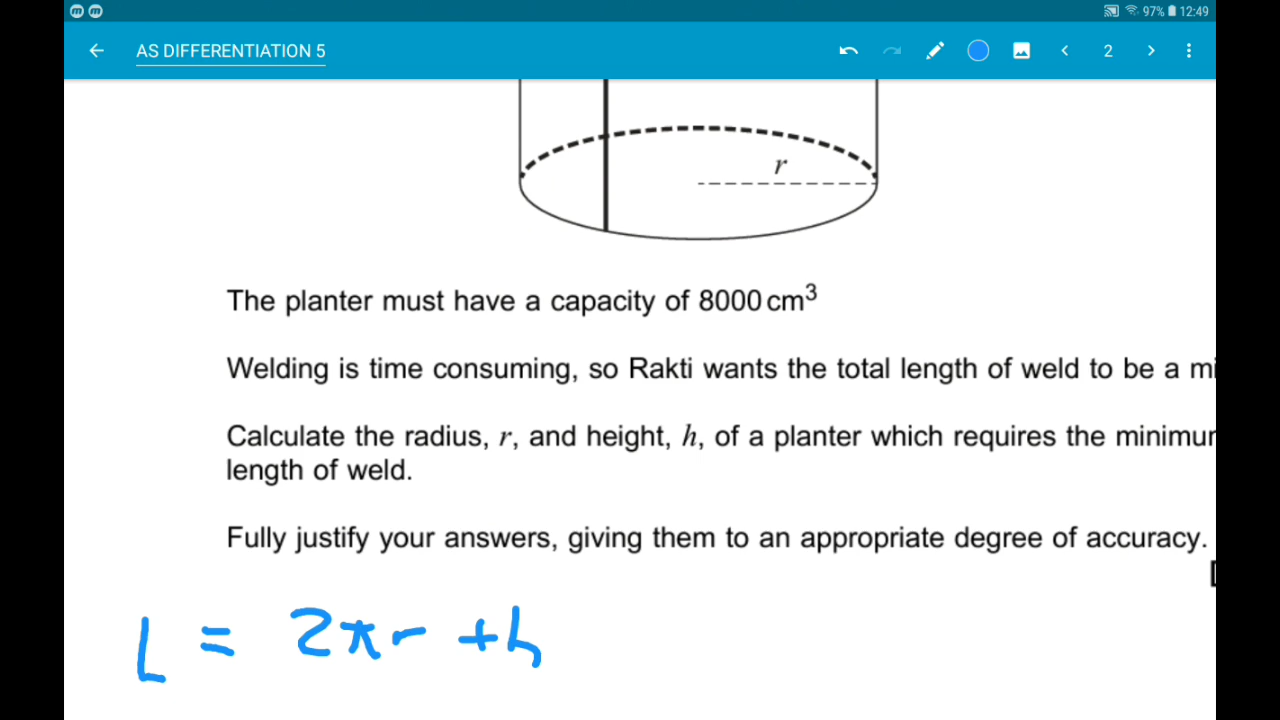 97% 12:49
AS DIFFERENTIATION 5
2
r
The planter must have a capacity of 8000 cm³
Welding is time consuming, so Rakti wants the total length of weld to be a mi
Calculate the radius, r, and height, h, of a planter which requires the minimu
length of weld.
Fully justify your answers, giving them to an appropriate degree of accuracy.
L = 2πr + h